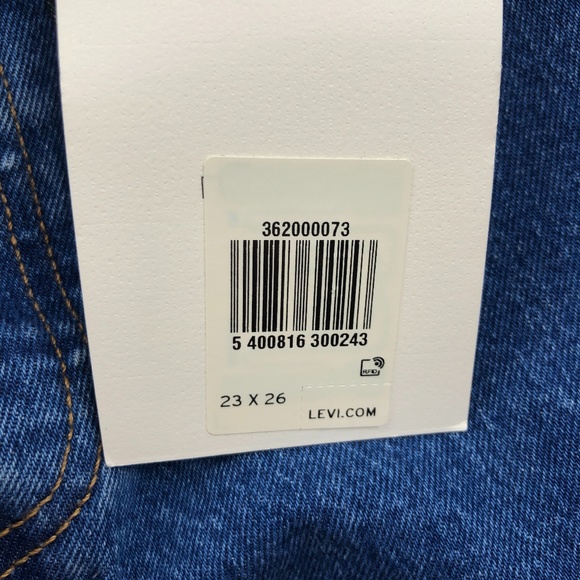 362000073
5 400816 300243
RFID
23 X 26
LEVI.COM